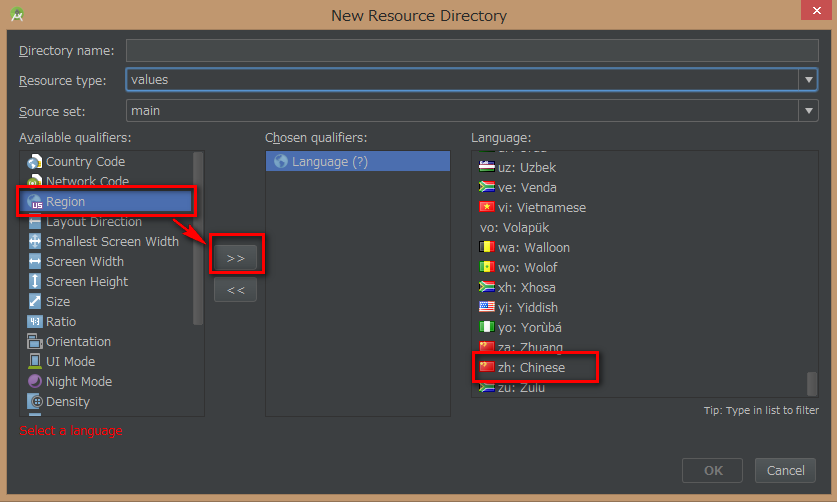 New Resource Directory
Directory name:
Resource type: values
Source set: main
Available qualifiers:
Country Code
Network Code
US Region
Layout Direction
Smallest Screen Width
Screen Width
Screen Height
Size
4:3 Ratio
Orientation
UI Mode
Night Mode
Density
>>
<<
Chosen qualifiers:
Language (?)
Language:
uz: Uzbek
ve: Venda
vi: Vietnamese
vo: Volapük
wa: Walloon
wo: Wolof
xh: Xhosa
yi: Yiddish
yo: Yorùbá
za: Zhuang
zh: Chinese
zu: Zulu
Tip: Type in list to filter
Select a language
OK
Cancel